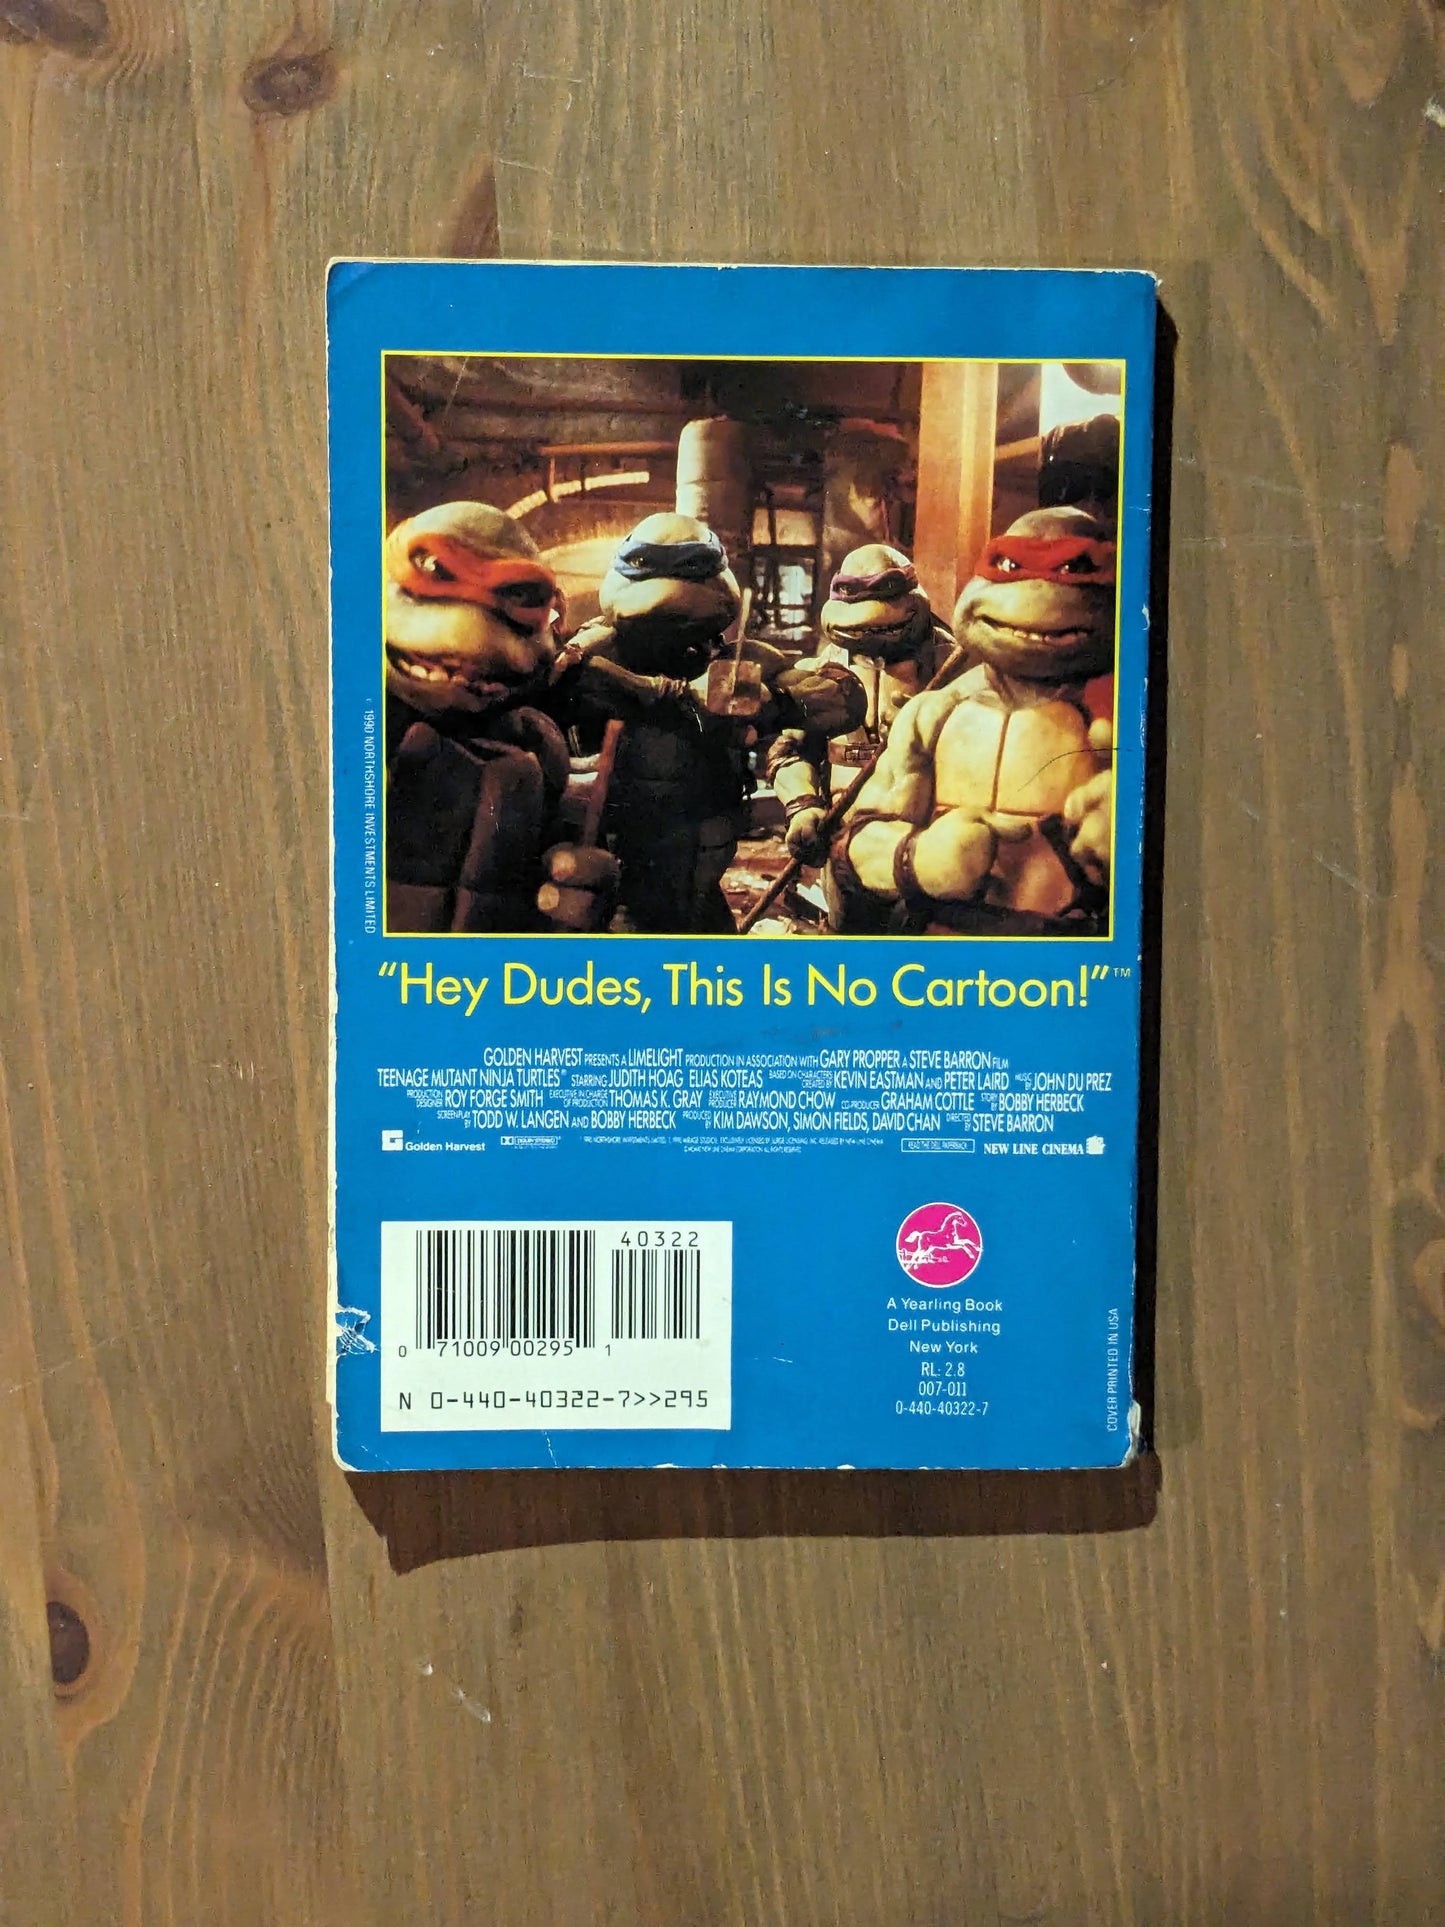 © 1990 NORTHSHORE INVESTMENTS LIMITED
“Hey Dudes, This Is No Cartoon!”™
GOLDEN HARVEST PRESENTS A LIMELIGHT PRODUCTION IN ASSOCIATION WITH GARY PROPPER A STEVE BARRON FILM
TEENAGE MUTANT NINJA TURTLES® STARRING JUDITH HOAG ELIAS KOTEAS BASED ON CHARACTERS CREATED BY KEVIN EASTMAN AND PETER LAIRD MUSIC BY JOHN DU PREZ
PRODUCTION DESIGNER ROY FORGE SMITH EXECUTIVE IN CHARGE OF PRODUCTION THOMAS K. GRAY EXECUTIVE PRODUCER RAYMOND CHOW CO-PRODUCER GRAHAM COTTLE STORY BY BOBBY HERBECK
SCREENPLAY BY TODD W. LANGEN AND BOBBY HERBECK PRODUCED BY KIM DAWSON, SIMON FIELDS, DAVID CHAN DIRECTED BY STEVE BARRON
Golden Harvest DOLBY STEREO READ THE DELL PAPERBACK NEW LINE CINEMA
40322
0 71009 00295 1
N 0-440-40322-7>>295
A Yearling Book
Dell Publishing
New York
RL: 2.8
007-011
0-440-40322-7
COVER PRINTED IN USA